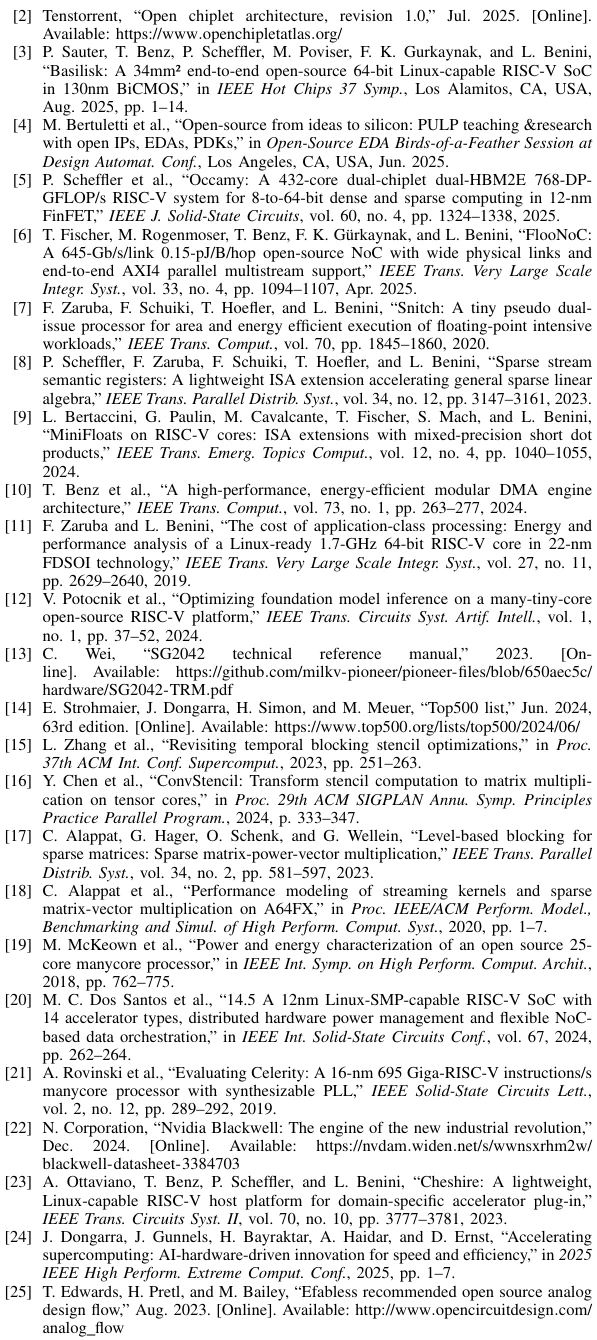 [2] Tenstorrent, “Open chiplet architecture, revision 1.0,” Jul. 2025. [Online].
Available: https://www.openchipletatlas.org/
[3] P. Sauter, T. Benz, P. Scheffler, M. Poviser, F. K. Gurkaynak, and L. Benini,
“Basilisk: A 34mm² end-to-end open-source 64-bit Linux-capable RISC-V SoC
in 130nm BiCMOS,” in IEEE Hot Chips 37 Symp., Los Alamitos, CA, USA,
Aug. 2025, pp. 1–14.
[4] M. Bertuletti et al., “Open-source from ideas to silicon: PULP teaching &research
with open IPs, EDAs, PDKs,” in Open-Source EDA Birds-of-a-Feather Session at
Design Automat. Conf., Los Angeles, CA, USA, Jun. 2025.
[5] P. Scheffler et al., “Occamy: A 432-core dual-chiplet dual-HBM2E 768-DP-
GFLOP/s RISC-V system for 8-to-64-bit dense and sparse computing in 12-nm
FinFET,” IEEE J. Solid-State Circuits, vol. 60, no. 4, pp. 1324–1338, 2025.
[6] T. Fischer, M. Rogenmoser, T. Benz, F. K. Gürkaynak, and L. Benini, “FlooNoC:
A 645-Gb/s/link 0.15-pJ/B/hop open-source NoC with wide physical links and
end-to-end AXI4 parallel multistream support,” IEEE Trans. Very Large Scale
Integr. Syst., vol. 33, no. 4, pp. 1094–1107, Apr. 2025.
[7] F. Zaruba, F. Schuiki, T. Hoefler, and L. Benini, “Snitch: A tiny pseudo dual-
issue processor for area and energy efficient execution of floating-point intensive
workloads,” IEEE Trans. Comput., vol. 70, pp. 1845–1860, 2020.
[8] P. Scheffler, F. Zaruba, F. Schuiki, T. Hoefler, and L. Benini, “Sparse stream
semantic registers: A lightweight ISA extension accelerating general sparse linear
algebra,” IEEE Trans. Parallel Distrib. Syst., vol. 34, no. 12, pp. 3147–3161, 2023.
[9] L. Bertaccini, G. Paulin, M. Cavalcante, T. Fischer, S. Mach, and L. Benini,
“MiniFloats on RISC-V cores: ISA extensions with mixed-precision short dot
products,” IEEE Trans. Emerg. Topics Comput., vol. 12, no. 4, pp. 1040–1055,
2024.
[10] T. Benz et al., “A high-performance, energy-efficient modular DMA engine
architecture,” IEEE Trans. Comput., vol. 73, no. 1, pp. 263–277, 2024.
[11] F. Zaruba and L. Benini, “The cost of application-class processing: Energy and
performance analysis of a Linux-ready 1.7-GHz 64-bit RISC-V core in 22-nm
FDSOI technology,” IEEE Trans. Very Large Scale Integr. Syst., vol. 27, no. 11,
pp. 2629–2640, 2019.
[12] V. Potocnik et al., “Optimizing foundation model inference on a many-tiny-core
open-source RISC-V platform,” IEEE Trans. Circuits Syst. Artif. Intell., vol. 1,
no. 1, pp. 37–52, 2024.
[13] C. Wei, “SG2042 technical reference manual,” 2023. [On-
line]. Available: https://github.com/milkv-pioneer/pioneer-files/blob/650aec5c/
hardware/SG2042-TRM.pdf
[14] E. Strohmaier, J. Dongarra, H. Simon, and M. Meuer, “Top500 list,” Jun. 2024,
63rd edition. [Online]. Available: https://www.top500.org/lists/top500/2024/06/
[15] L. Zhang et al., “Revisiting temporal blocking stencil optimizations,” in Proc.
37th ACM Int. Conf. Supercomput., 2023, pp. 251–263.
[16] Y. Chen et al., “ConvStencil: Transform stencil computation to matrix multipli-
cation on tensor cores,” in Proc. 29th ACM SIGPLAN Annu. Symp. Principles
Practice Parallel Program., 2024, p. 333–347.
[17] C. Alappat, G. Hager, O. Schenk, and G. Wellein, “Level-based blocking for
sparse matrices: Sparse matrix-power-vector multiplication,” IEEE Trans. Parallel
Distrib. Syst., vol. 34, no. 2, pp. 581–597, 2023.
[18] C. Alappat et al., “Performance modeling of streaming kernels and sparse
matrix-vector multiplication on A64FX,” in Proc. IEEE/ACM Perform. Model.,
Benchmarking and Simul. of High Perform. Comput. Syst., 2020, pp. 1–7.
[19] M. McKeown et al., “Power and energy characterization of an open source 25-
core manycore processor,” in IEEE Int. Symp. on High Perform. Comput. Archit.,
2018, pp. 762–775.
[20] M. C. Dos Santos et al., “14.5 A 12nm Linux-SMP-capable RISC-V SoC with
14 accelerator types, distributed hardware power management and flexible NoC-
based data orchestration,” in IEEE Int. Solid-State Circuits Conf., vol. 67, 2024,
pp. 262–264.
[21] A. Rovinski et al., “Evaluating Celerity: A 16-nm 695 Giga-RISC-V instructions/s
manycore processor with synthesizable PLL,” IEEE Solid-State Circuits Lett.,
vol. 2, no. 12, pp. 289–292, 2019.
[22] N. Corporation, “Nvidia Blackwell: The engine of the new industrial revolution,”
Dec. 2024. [Online]. Available: https://nvdam.widen.net/s/wwnsxrhm2w/
blackwell-datasheet-3384703
[23] A. Ottaviano, T. Benz, P. Scheffler, and L. Benini, “Cheshire: A lightweight,
Linux-capable RISC-V host platform for domain-specific accelerator plug-in,”
IEEE Trans. Circuits Syst. II, vol. 70, no. 10, pp. 3777–3781, 2023.
[24] J. Dongarra, J. Gunnels, H. Bayraktar, A. Haidar, and D. Ernst, “Accelerating
supercomputing: AI-hardware-driven innovation for speed and efficiency,” in 2025
IEEE High Perform. Extreme Comput. Conf., 2025, pp. 1–7.
[25] T. Edwards, H. Pretl, and M. Bailey, “Efabless recommended open source analog
design flow,” Aug. 2023. [Online]. Available: http://www.opencircuitdesign.com/
analog_flow